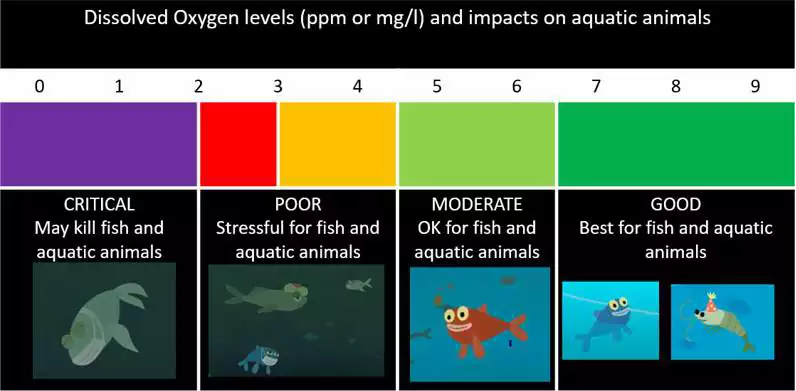 Dissolved Oxygen levels (ppm or mg/l) and impacts on aquatic animals
0 1 2 3 4 5 6 7 8 9
CRITICAL
May kill fish and
aquatic animals
POOR
Stressful for fish and
aquatic animals
MODERATE
OK for fish and
aquatic animals
GOOD
Best for fish and aquatic
animals